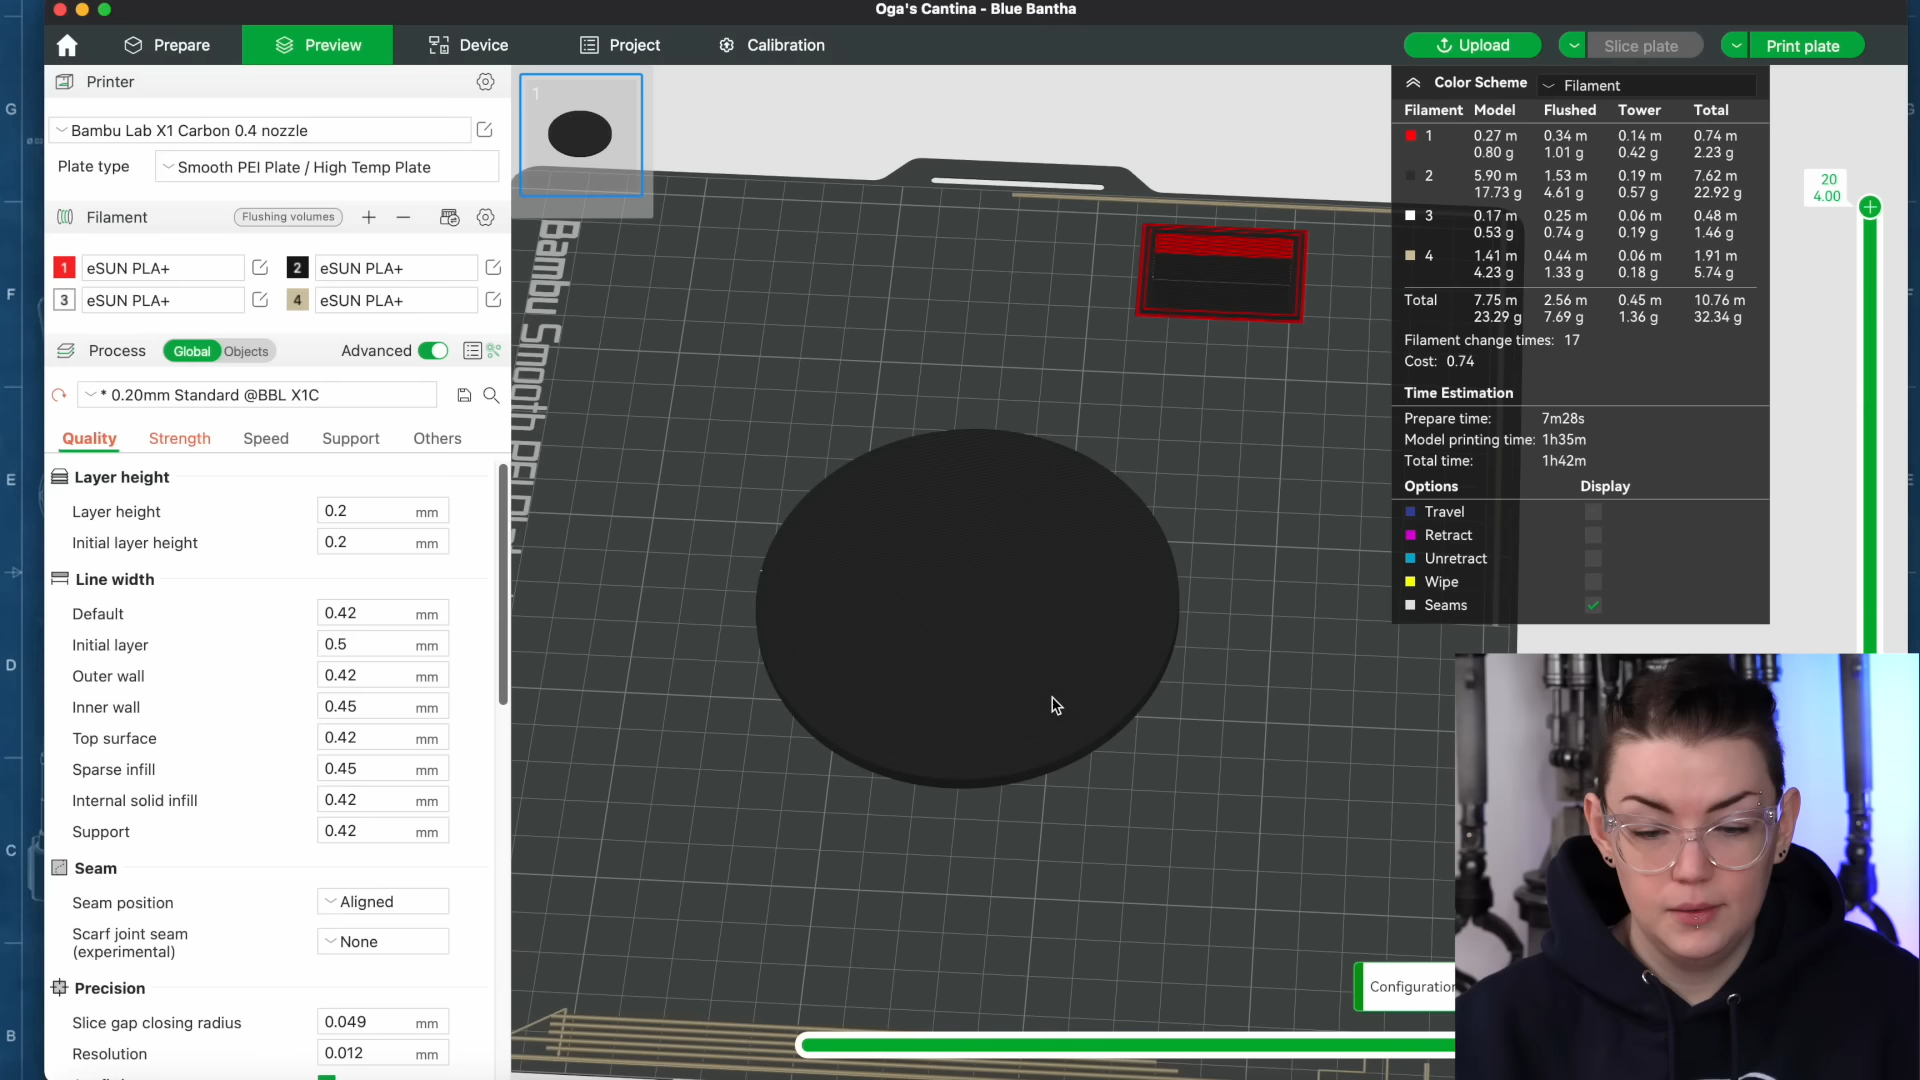 Oga's Cantina - Blue Bantha
Prepare
Preview
Device
Project
Calibration
Upload
Slice plate
Print plate
Printer
Bambu Lab X1 Carbon 0.4 nozzle
Plate type
Smooth PEI Plate / High Temp Plate
Filament
Flushing volumes
1 eSUN PLA+
2 eSUN PLA+
3 eSUN PLA+
4 eSUN PLA+
Process
Global Objects
Advanced
* 0.20mm Standard @BBL X1C
Quality
Strength
Speed
Support
Others
Layer height
Layer height 0.2 mm
Initial layer height 0.2 mm
Line width
Default 0.42 mm
Initial layer 0.5 mm
Outer wall 0.42 mm
Inner wall 0.45 mm
Top surface 0.42 mm
Sparse infill 0.45 mm
Internal solid infill 0.42 mm
Support 0.42 mm
Seam
Seam position Aligned
Scarf joint seam
(experimental) None
Precision
Slice gap closing radius 0.049 mm
Resolution 0.012 mm
1
Bambu Smooth PEI Pla
Color Scheme Filament
Filament Model Flushed Tower Total
1 0.27 m 0.34 m 0.14 m 0.74 m
0.80 g 1.01 g 0.42 g 2.23 g
2 5.90 m 1.53 m 0.19 m 7.62 m
17.73 g 4.61 g 0.57 g 22.92 g
3 0.17 m 0.25 m 0.06 m 0.48 m
0.53 g 0.74 g 0.19 g 1.46 g
4 1.41 m 0.44 m 0.06 m 1.91 m
4.23 g 1.33 g 0.18 g 5.74 g
Total 7.75 m 2.56 m 0.45 m 10.76 m
23.29 g 7.69 g 1.36 g 32.34 g
Filament change times: 17
Cost: 0.74
Time Estimation
Prepare time: 7m28s
Model printing time: 1h35m
Total time: 1h42m
Options Display
Travel
Retract
Unretract
Wipe
Seams
20
4.00
Configuration
G
F
E
D
C
B